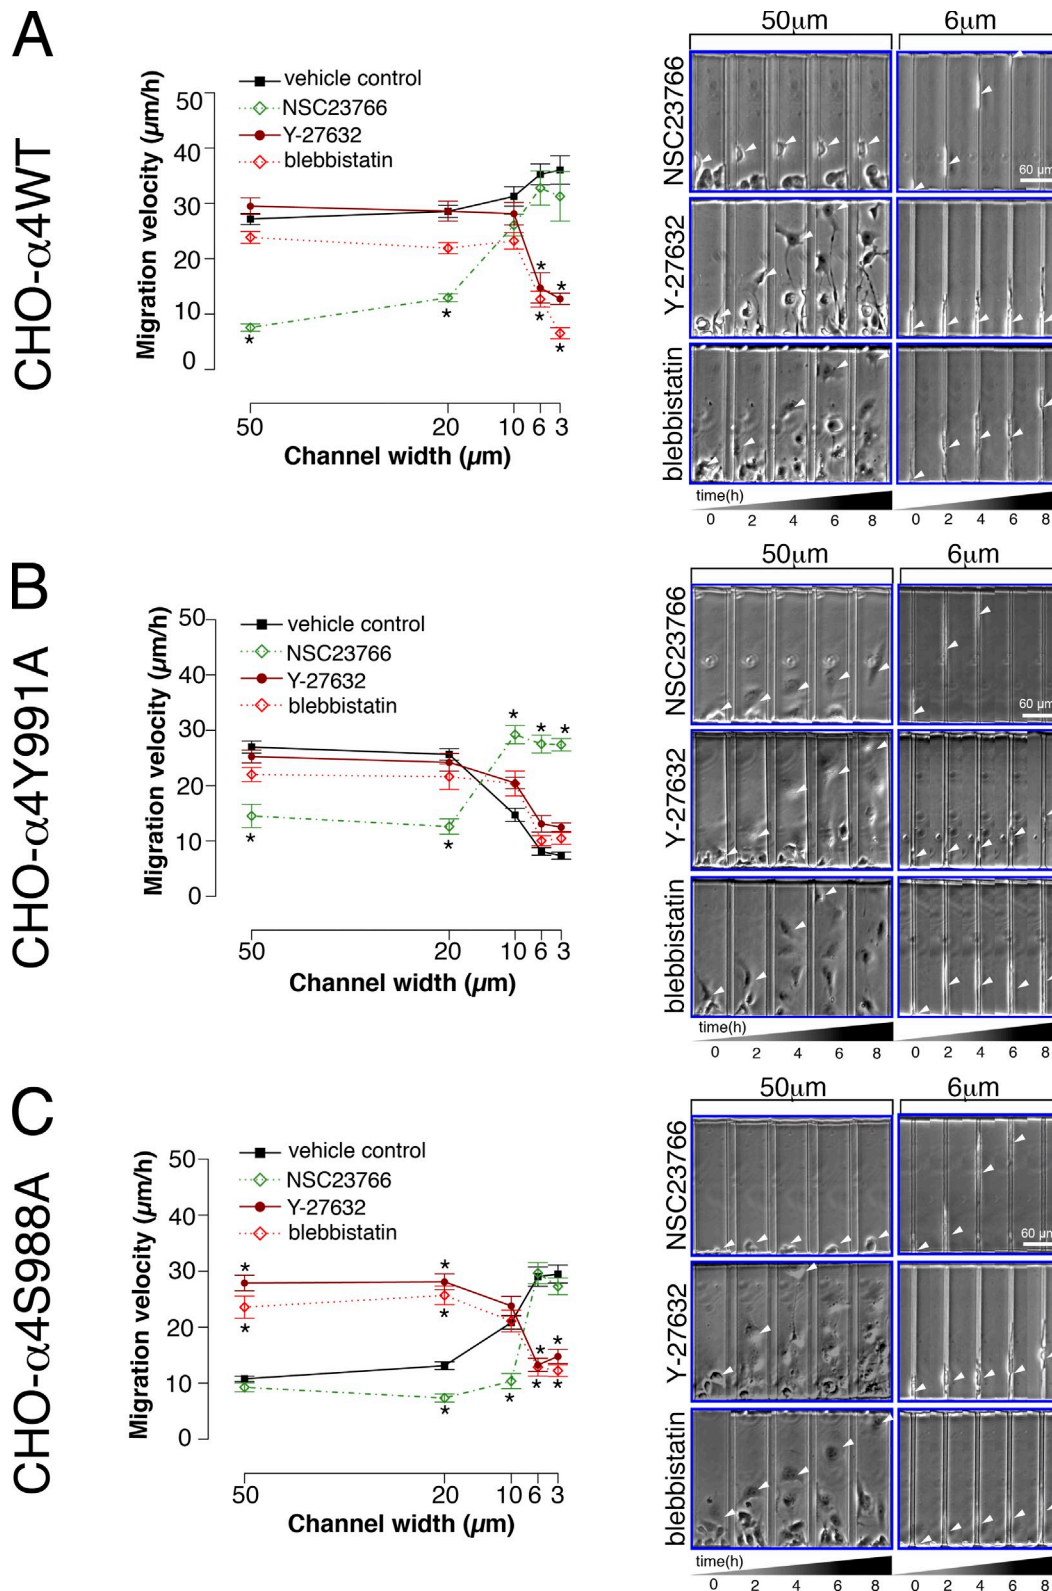 A
CHO-α4WT
vehicle control
NSC23766
Y-27632
blebbistatin
Migration velocity (μm/h)
50
40
30
20
10
0
*
*
*
*
*
*
50
20
10
6
3
Channel width (μm)
50μm
6μm
NSC23766
60 μm
Y-27632
blebbistatin
time(h)
0 2 4 6 8
0 2 4 6 8
B
CHO-α4Y991A
vehicle control
NSC23766
Y-27632
blebbistatin
Migration velocity (μm/h)
50
40
30
20
10
0
*
*
*
*
*
50
20
10
6
3
Channel width (μm)
50μm
6μm
NSC23766
60 μm
Y-27632
blebbistatin
time(h)
0 2 4 6 8
0 2 4 6 8
C
CHO-α4S988A
vehicle control
NSC23766
Y-27632
blebbistatin
Migration velocity (μm/h)
50
40
30
20
10
0
*
*
*
*
*
*
*
*
*
*
50
20
10
6
3
Channel width (μm)
50μm
6μm
NSC23766
60 μm
Y-27632
blebbistatin
time(h)
0 2 4 6 8
0 2 4 6 8